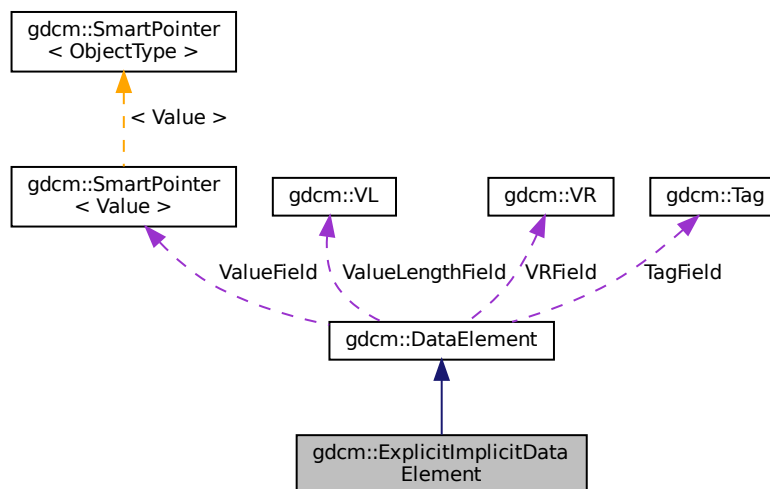 gdcm::SmartPointer
< ObjectType >
< Value >
gdcm::SmartPointer
< Value >
gdcm::VL
gdcm::VR
gdcm::Tag
ValueField
ValueLengthField
VRField
TagField
gdcm::DataElement
gdcm::ExplicitImplicitData
Element